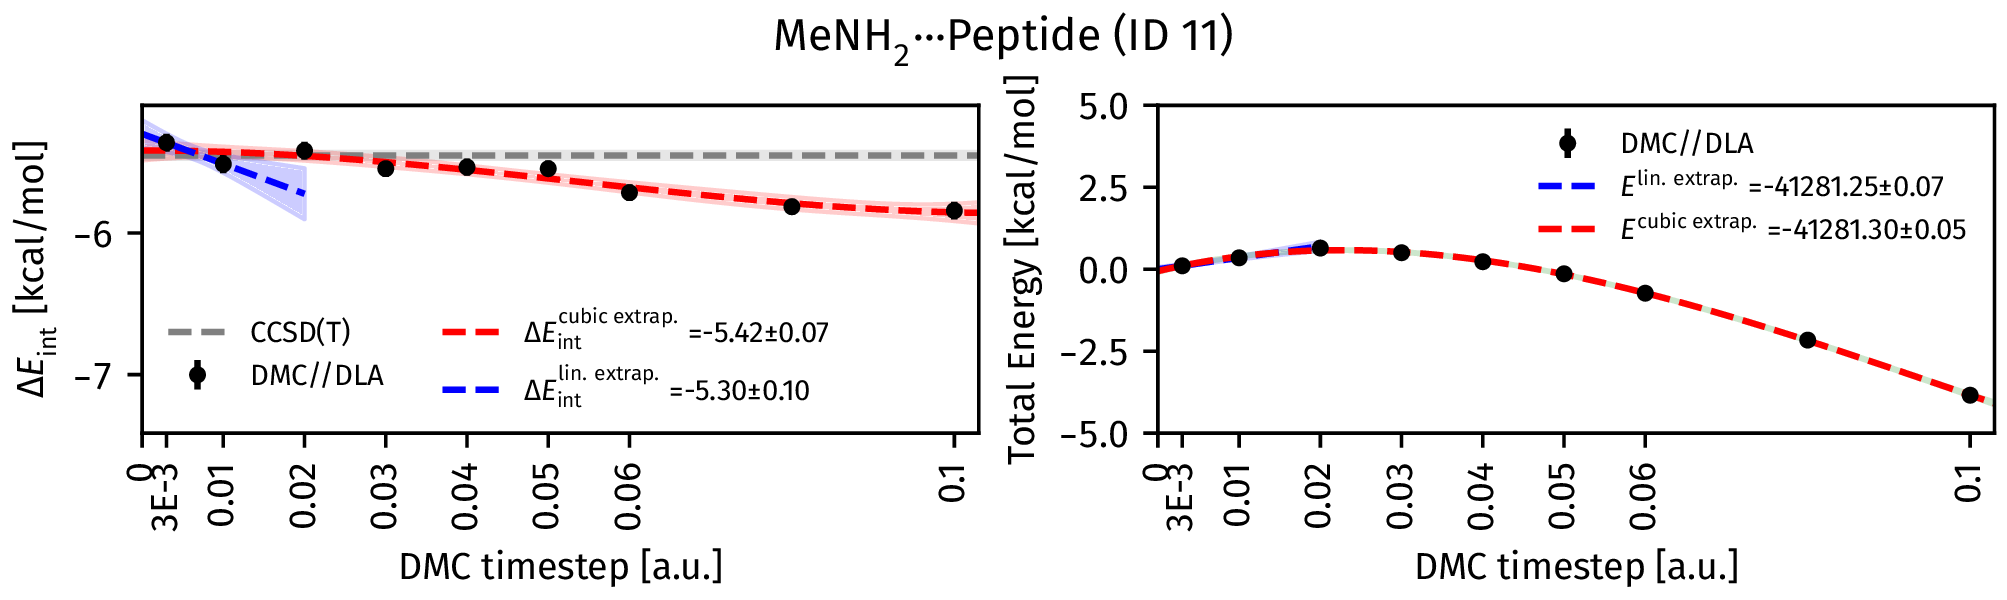 MeNH₂···Peptide (ID 11)
ΔE_int [kcal/mol]
−6
−7
CCSD(T)
DMC//DLA
ΔE_int^cubic extrap. =-5.42±0.07
ΔE_int^lin. extrap. =-5.30±0.10
0
3E-3
0.01
0.02
0.03
0.04
0.05
0.06
0.1
DMC timestep [a.u.]
Total Energy [kcal/mol]
5.0
2.5
0.0
−2.5
−5.0
DMC//DLA
E^lin. extrap. =-41281.25±0.07
E^cubic extrap. =-41281.30±0.05
0
3E-3
0.01
0.02
0.03
0.04
0.05
0.06
0.1
DMC timestep [a.u.]